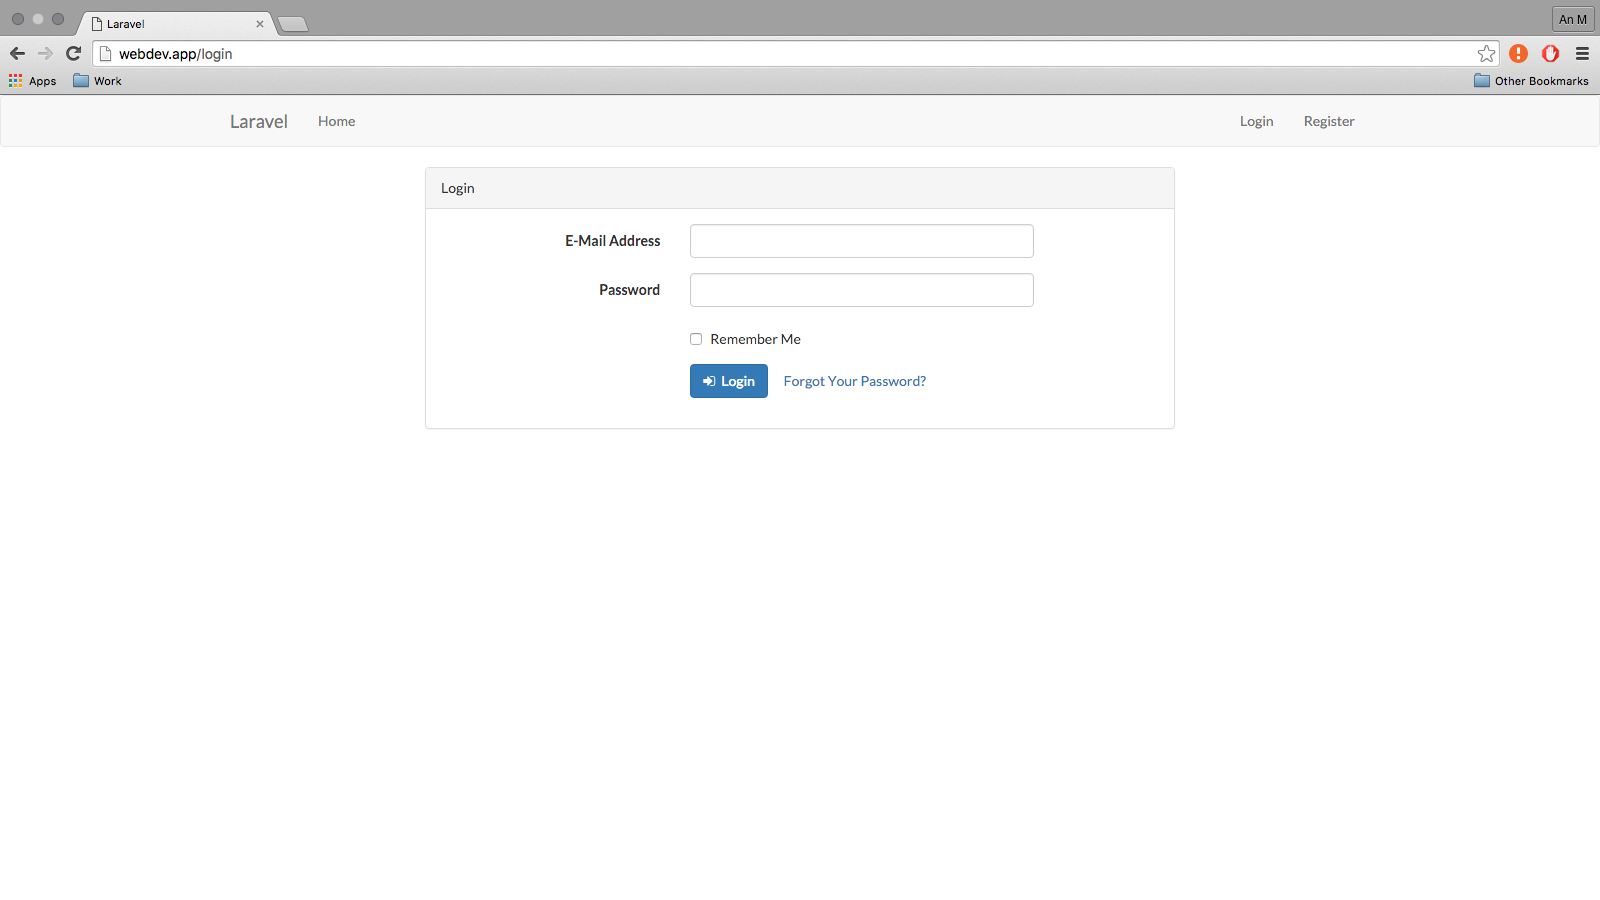 Laravel
An M
webdev.app/login
Apps Work Other Bookmarks
Laravel Home Login Register
Login
E-Mail Address
Password
Remember Me
Login Forgot Your Password?